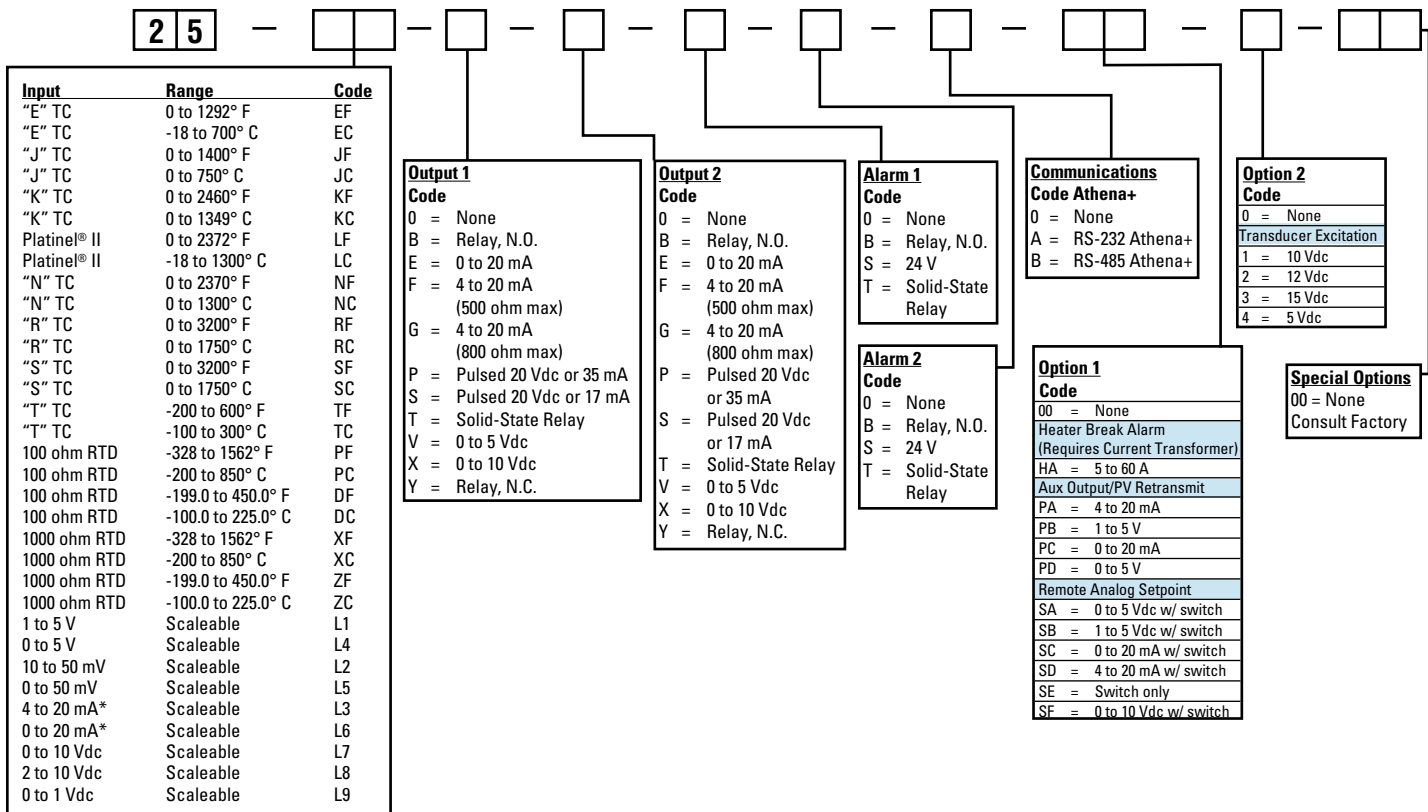 2 5 — — — — — — — — —
Input Range Code
“E” TC 0 to 1292° F EF
“E” TC -18 to 700° C EC
“J” TC 0 to 1400° F JF
“J” TC 0 to 750° C JC
“K” TC 0 to 2460° F KF
“K” TC 0 to 1349° C KC
Platinel® II 0 to 2372° F LF
Platinel® II -18 to 1300° C LC
“N” TC 0 to 2370° F NF
“N” TC 0 to 1300° C NC
“R” TC 0 to 3200° F RF
“R” TC 0 to 1750° C RC
“S” TC 0 to 3200° F SF
“S” TC 0 to 1750° C SC
“T” TC -200 to 600° F TF
“T” TC -100 to 300° C TC
100 ohm RTD -328 to 1562° F PF
100 ohm RTD -200 to 850° C PC
100 ohm RTD -199.0 to 450.0° F DF
100 ohm RTD -100.0 to 225.0° C DC
1000 ohm RTD -328 to 1562° F XF
1000 ohm RTD -200 to 850° C XC
1000 ohm RTD -199.0 to 450.0° F ZF
1000 ohm RTD -100.0 to 225.0° C ZC
1 to 5 V Scaleable L1
0 to 5 V Scaleable L4
10 to 50 mV Scaleable L2
0 to 50 mV Scaleable L5
4 to 20 mA* Scaleable L3
0 to 20 mA* Scaleable L6
0 to 10 Vdc Scaleable L7
2 to 10 Vdc Scaleable L8
0 to 1 Vdc Scaleable L9
Output 1
Code
0 = None
B = Relay, N.O.
E = 0 to 20 mA
F = 4 to 20 mA
(500 ohm max)
G = 4 to 20 mA
(800 ohm max)
P = Pulsed 20 Vdc or 35 mA
S = Pulsed 20 Vdc or 17 mA
T = Solid-State Relay
V = 0 to 5 Vdc
X = 0 to 10 Vdc
Y = Relay, N.C.
Output 2
Code
0 = None
B = Relay, N.O.
E = 0 to 20 mA
F = 4 to 20 mA
(500 ohm max)
G = 4 to 20 mA
(800 ohm max)
P = Pulsed 20 Vdc
or 35 mA
S = Pulsed 20 Vdc
or 17 mA
T = Solid-State Relay
V = 0 to 5 Vdc
X = 0 to 10 Vdc
Y = Relay, N.C.
Alarm 1
Code
0 = None
B = Relay, N.O.
S = 24 V
T = Solid-State
Relay
Alarm 2
Code
0 = None
B = Relay, N.O.
S = 24 V
T = Solid-State
Relay
Communications
Code Athena+
0 = None
A = RS-232 Athena+
B = RS-485 Athena+
Option 1
Code
00 = None
Heater Break Alarm
(Requires Current Transformer)
HA = 5 to 60 A
Aux Output/PV Retransmit
PA = 4 to 20 mA
PB = 1 to 5 V
PC = 0 to 20 mA
PD = 0 to 5 V
Remote Analog Setpoint
SA = 0 to 5 Vdc w/ switch
SB = 1 to 5 Vdc w/ switch
SC = 0 to 20 mA w/ switch
SD = 4 to 20 mA w/ switch
SE = Switch only
SF = 0 to 10 Vdc w/ switch
Option 2
Code
0 = None
Transducer Excitation
1 = 10 Vdc
2 = 12 Vdc
3 = 15 Vdc
4 = 5 Vdc
Special Options
00 = None
Consult Factory